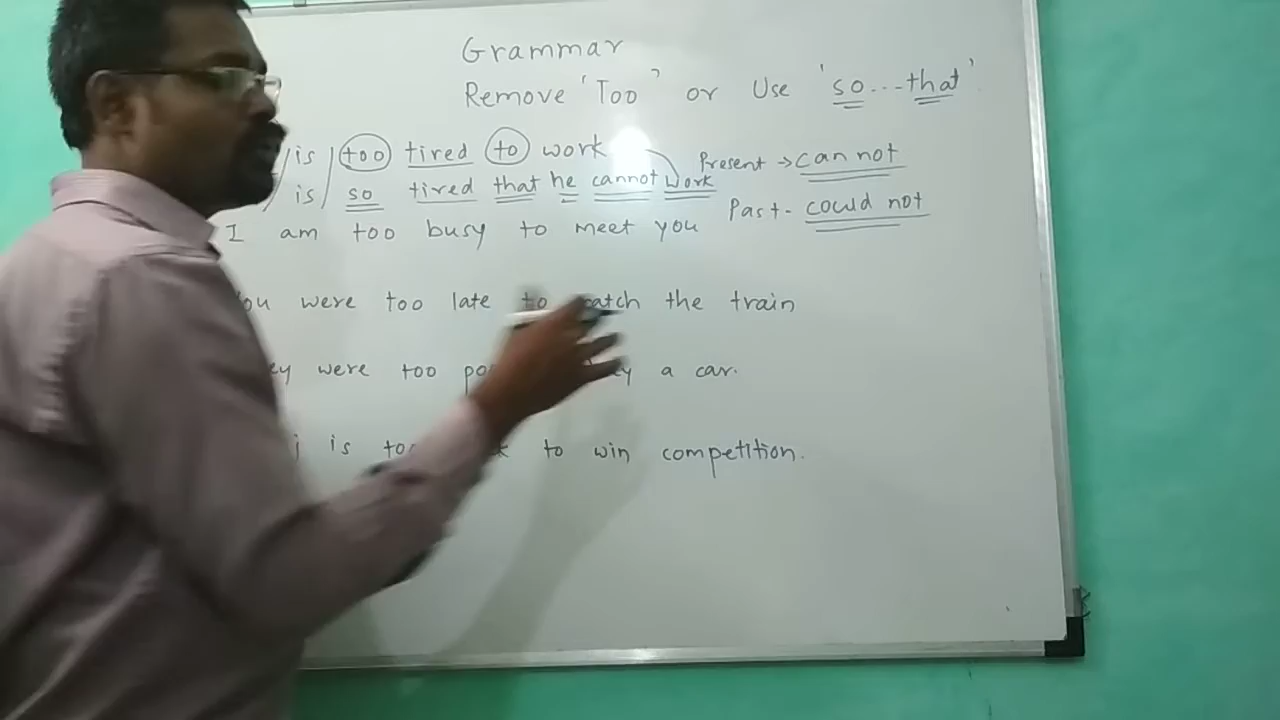 Grammar
Remove 'Too' or Use 'so...that'
is too tired to work
Present → can not
is so tired that he cannot work
Past - could not
I am too busy to meet you
were too late to catch the train
were too a car.
is to win competition.